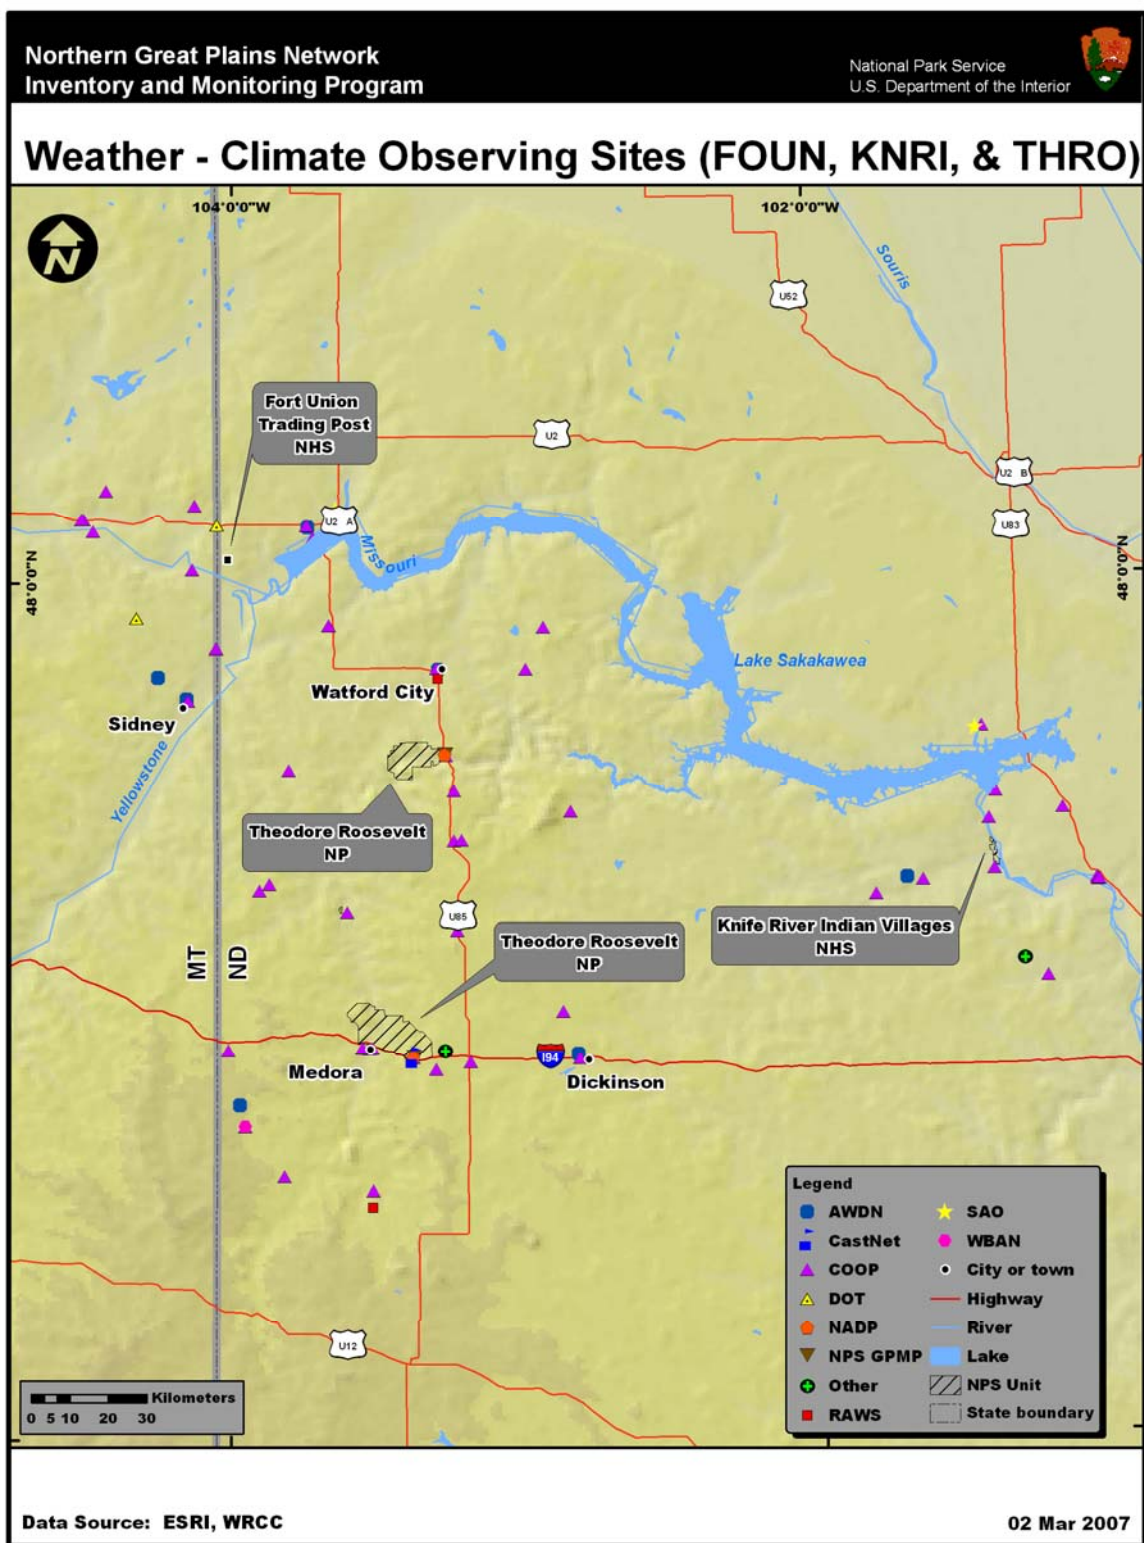 Northern Great Plains Network
Inventory and Monitoring Program
National Park Service
U.S. Department of the Interior
Weather - Climate Observing Sites (FOUN, KNRI, & THRO)
104°0'0"W
102°0'0"W
N
Souris
U52
Fort Union
Trading Post
NHS
U2
U2 B
U2 A
U83
Missouri
48°0'0"N
48°0'0"N
Lake Sakakawea
Watford City
Sidney
Yellowstone
Theodore Roosevelt
NP
U85
Knife River Indian Villages
NHS
Theodore Roosevelt
NP
MT
ND
I94
Medora
Dickinson
U12
Legend
AWDN
CastNet
COOP
DOT
NADP
NPS GPMP
Other
RAWS
SAO
WBAN
City or town
Highway
River
Lake
NPS Unit
State boundary
Kilometers
0 5 10 20 30
Data Source: ESRI, WRCC
02 Mar 2007